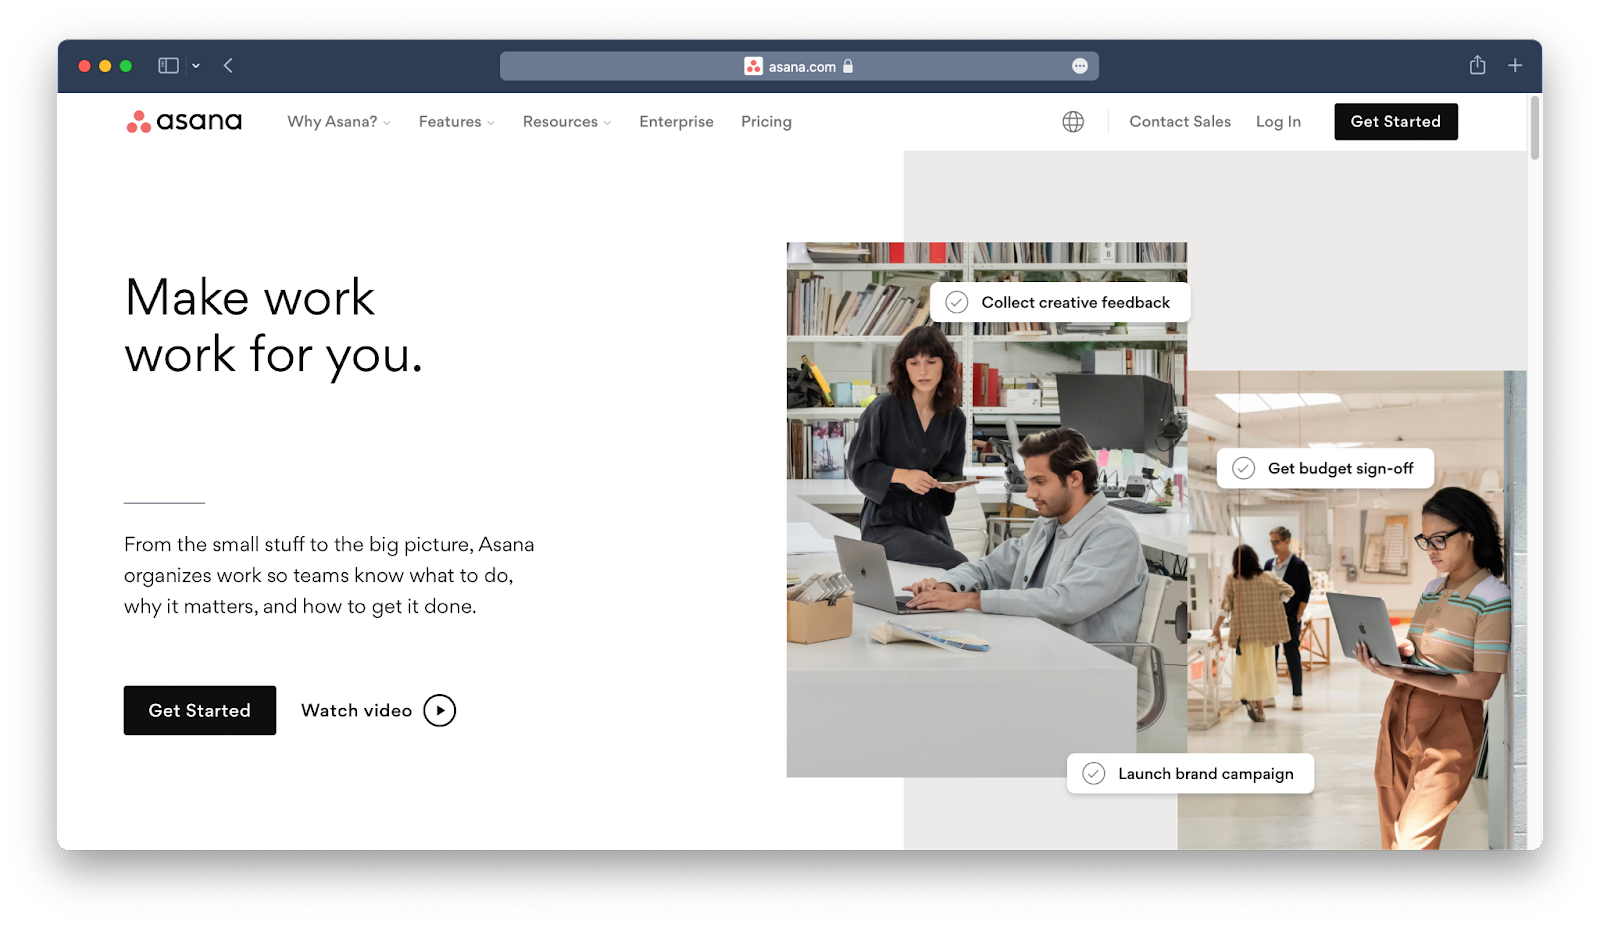 asana.com
asana
Why Asana?
Features
Resources
Enterprise
Pricing
Contact Sales
Log In
Get Started
Make work
work for you.
From the small stuff to the big picture, Asana
organizes work so teams know what to do,
why it matters, and how to get it done.
Get Started
Watch video
Collect creative feedback
Get budget sign-off
Launch brand campaign